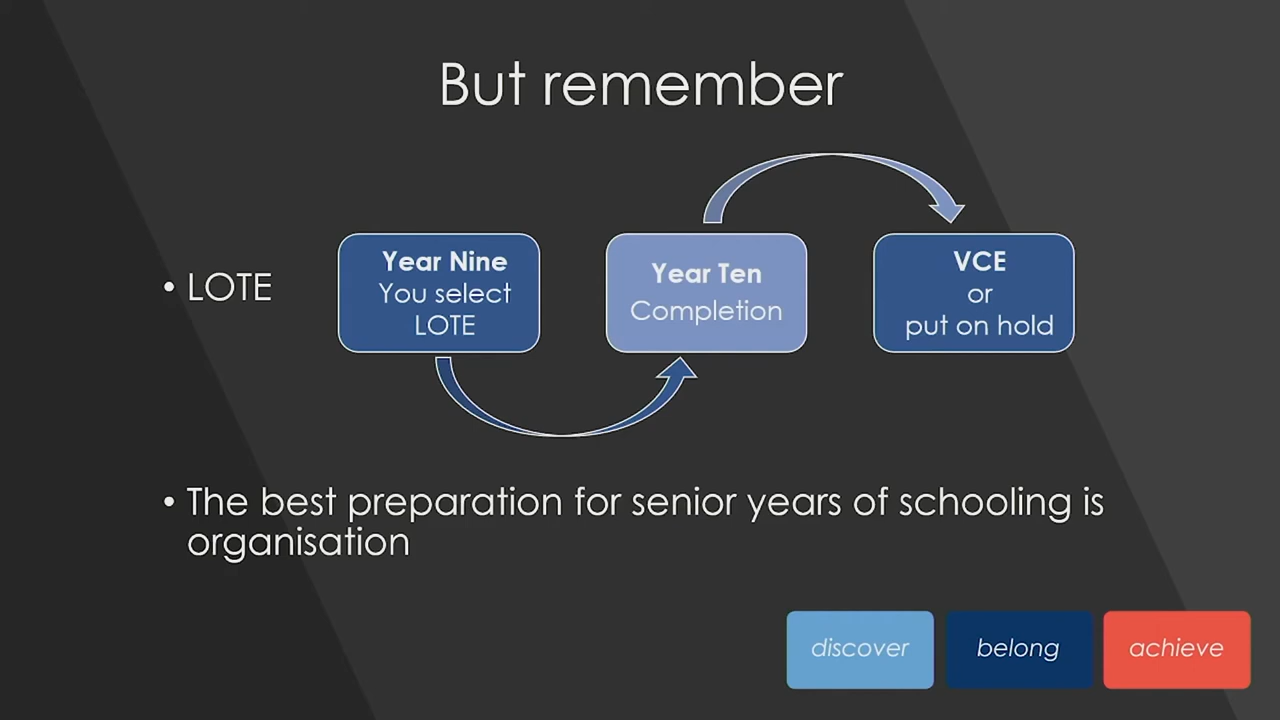 But remember
• LOTE
Year Nine
You select
LOTE
Year Ten
Completion
VCE
or
put on hold
• The best preparation for senior years of schooling is
organisation
discover
belong
achieve